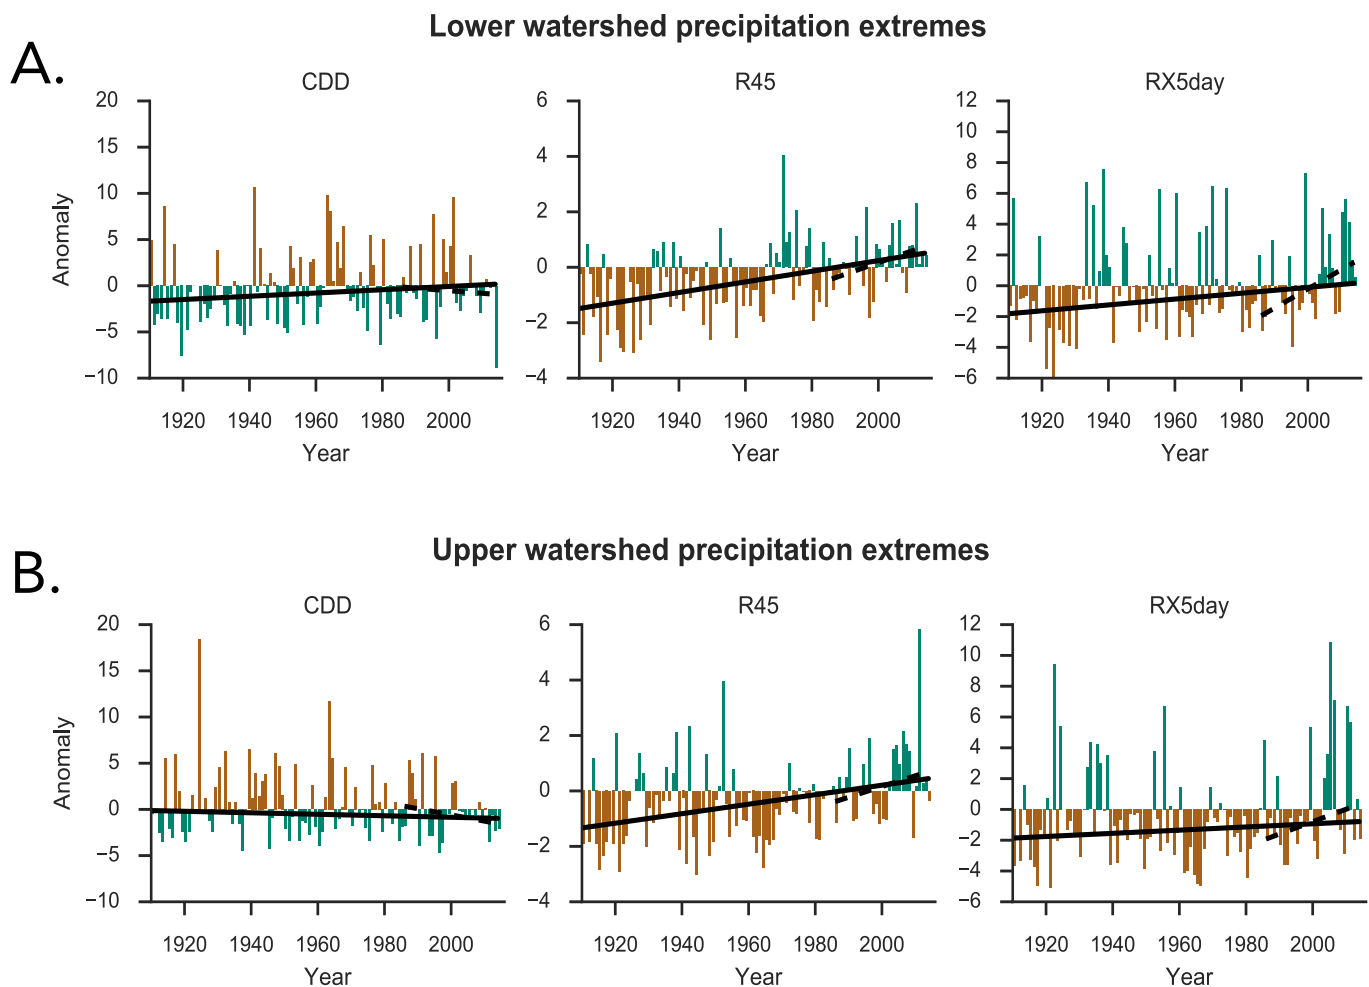 Lower watershed precipitation extremes
A.
CDD
R45
RX5day
Anomaly
20
15
10
5
0
−5
−10
6
4
2
0
−2
−4
12
10
8
6
4
2
0
−2
−4
−6
1920 1940 1960 1980 2000
1920 1940 1960 1980 2000
1920 1940 1960 1980 2000
Year
Year
Year
Upper watershed precipitation extremes
B.
CDD
R45
RX5day
Anomaly
20
15
10
5
0
−5
−10
6
4
2
0
−2
−4
12
10
8
6
4
2
0
−2
−4
−6
1920 1940 1960 1980 2000
1920 1940 1960 1980 2000
1920 1940 1960 1980 2000
Year
Year
Year